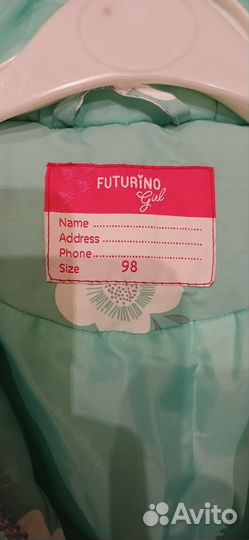 FUTURINO
Girl
Name
Address
Phone
Size 98
Avito